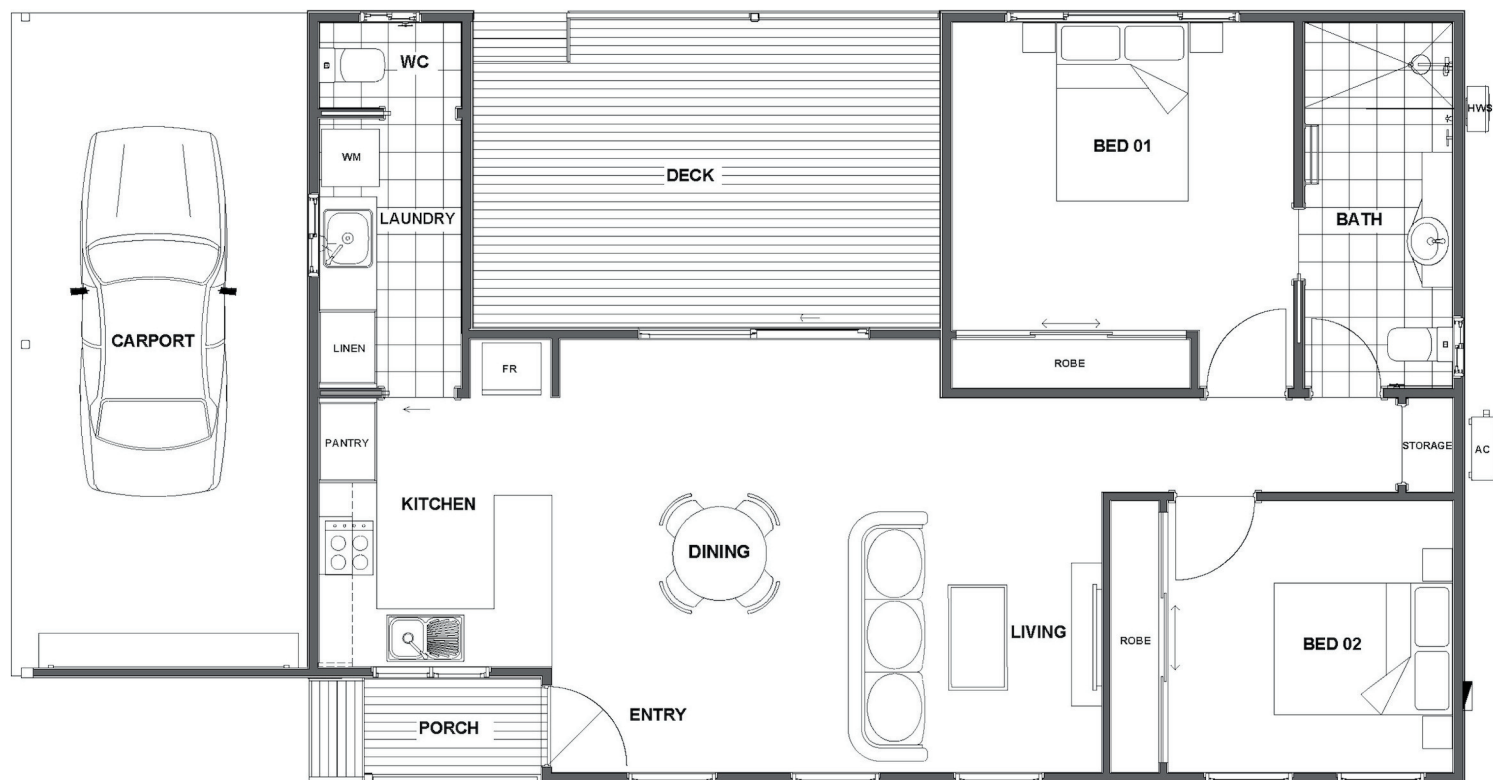 WC
HWS
WM
BED 01
DECK
LAUNDRY
BATH
CARPORT
LINEN
FR
ROBE
PANTRY
STORAGE
AC
KITCHEN
DINING
LIVING
ROBE
BED 02
ENTRY
PORCH